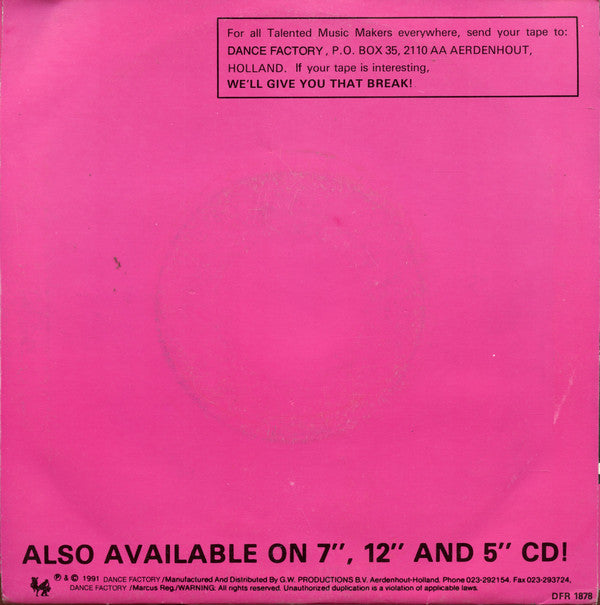 For all Talented Music Makers everywhere, send your tape to:
DANCE FACTORY, P.O. BOX 35, 2110 AA AERDENHOUT,
HOLLAND. If your tape is interesting,
WE'LL GIVE YOU THAT BREAK!
ALSO AVAILABLE ON 7", 12" AND 5" CD!
℗ & © 1991 DANCE FACTORY/Manufactured And Distributed By G.W. PRODUCTIONS B.V. Aerdenhout-Holland. Phone 023-292154. Fax 023-293724.
DANCE FACTORY./Marcus Reg./WARNING: All rights reserved. Unauthorized duplication is a violation of applicable laws.
DFR 1878